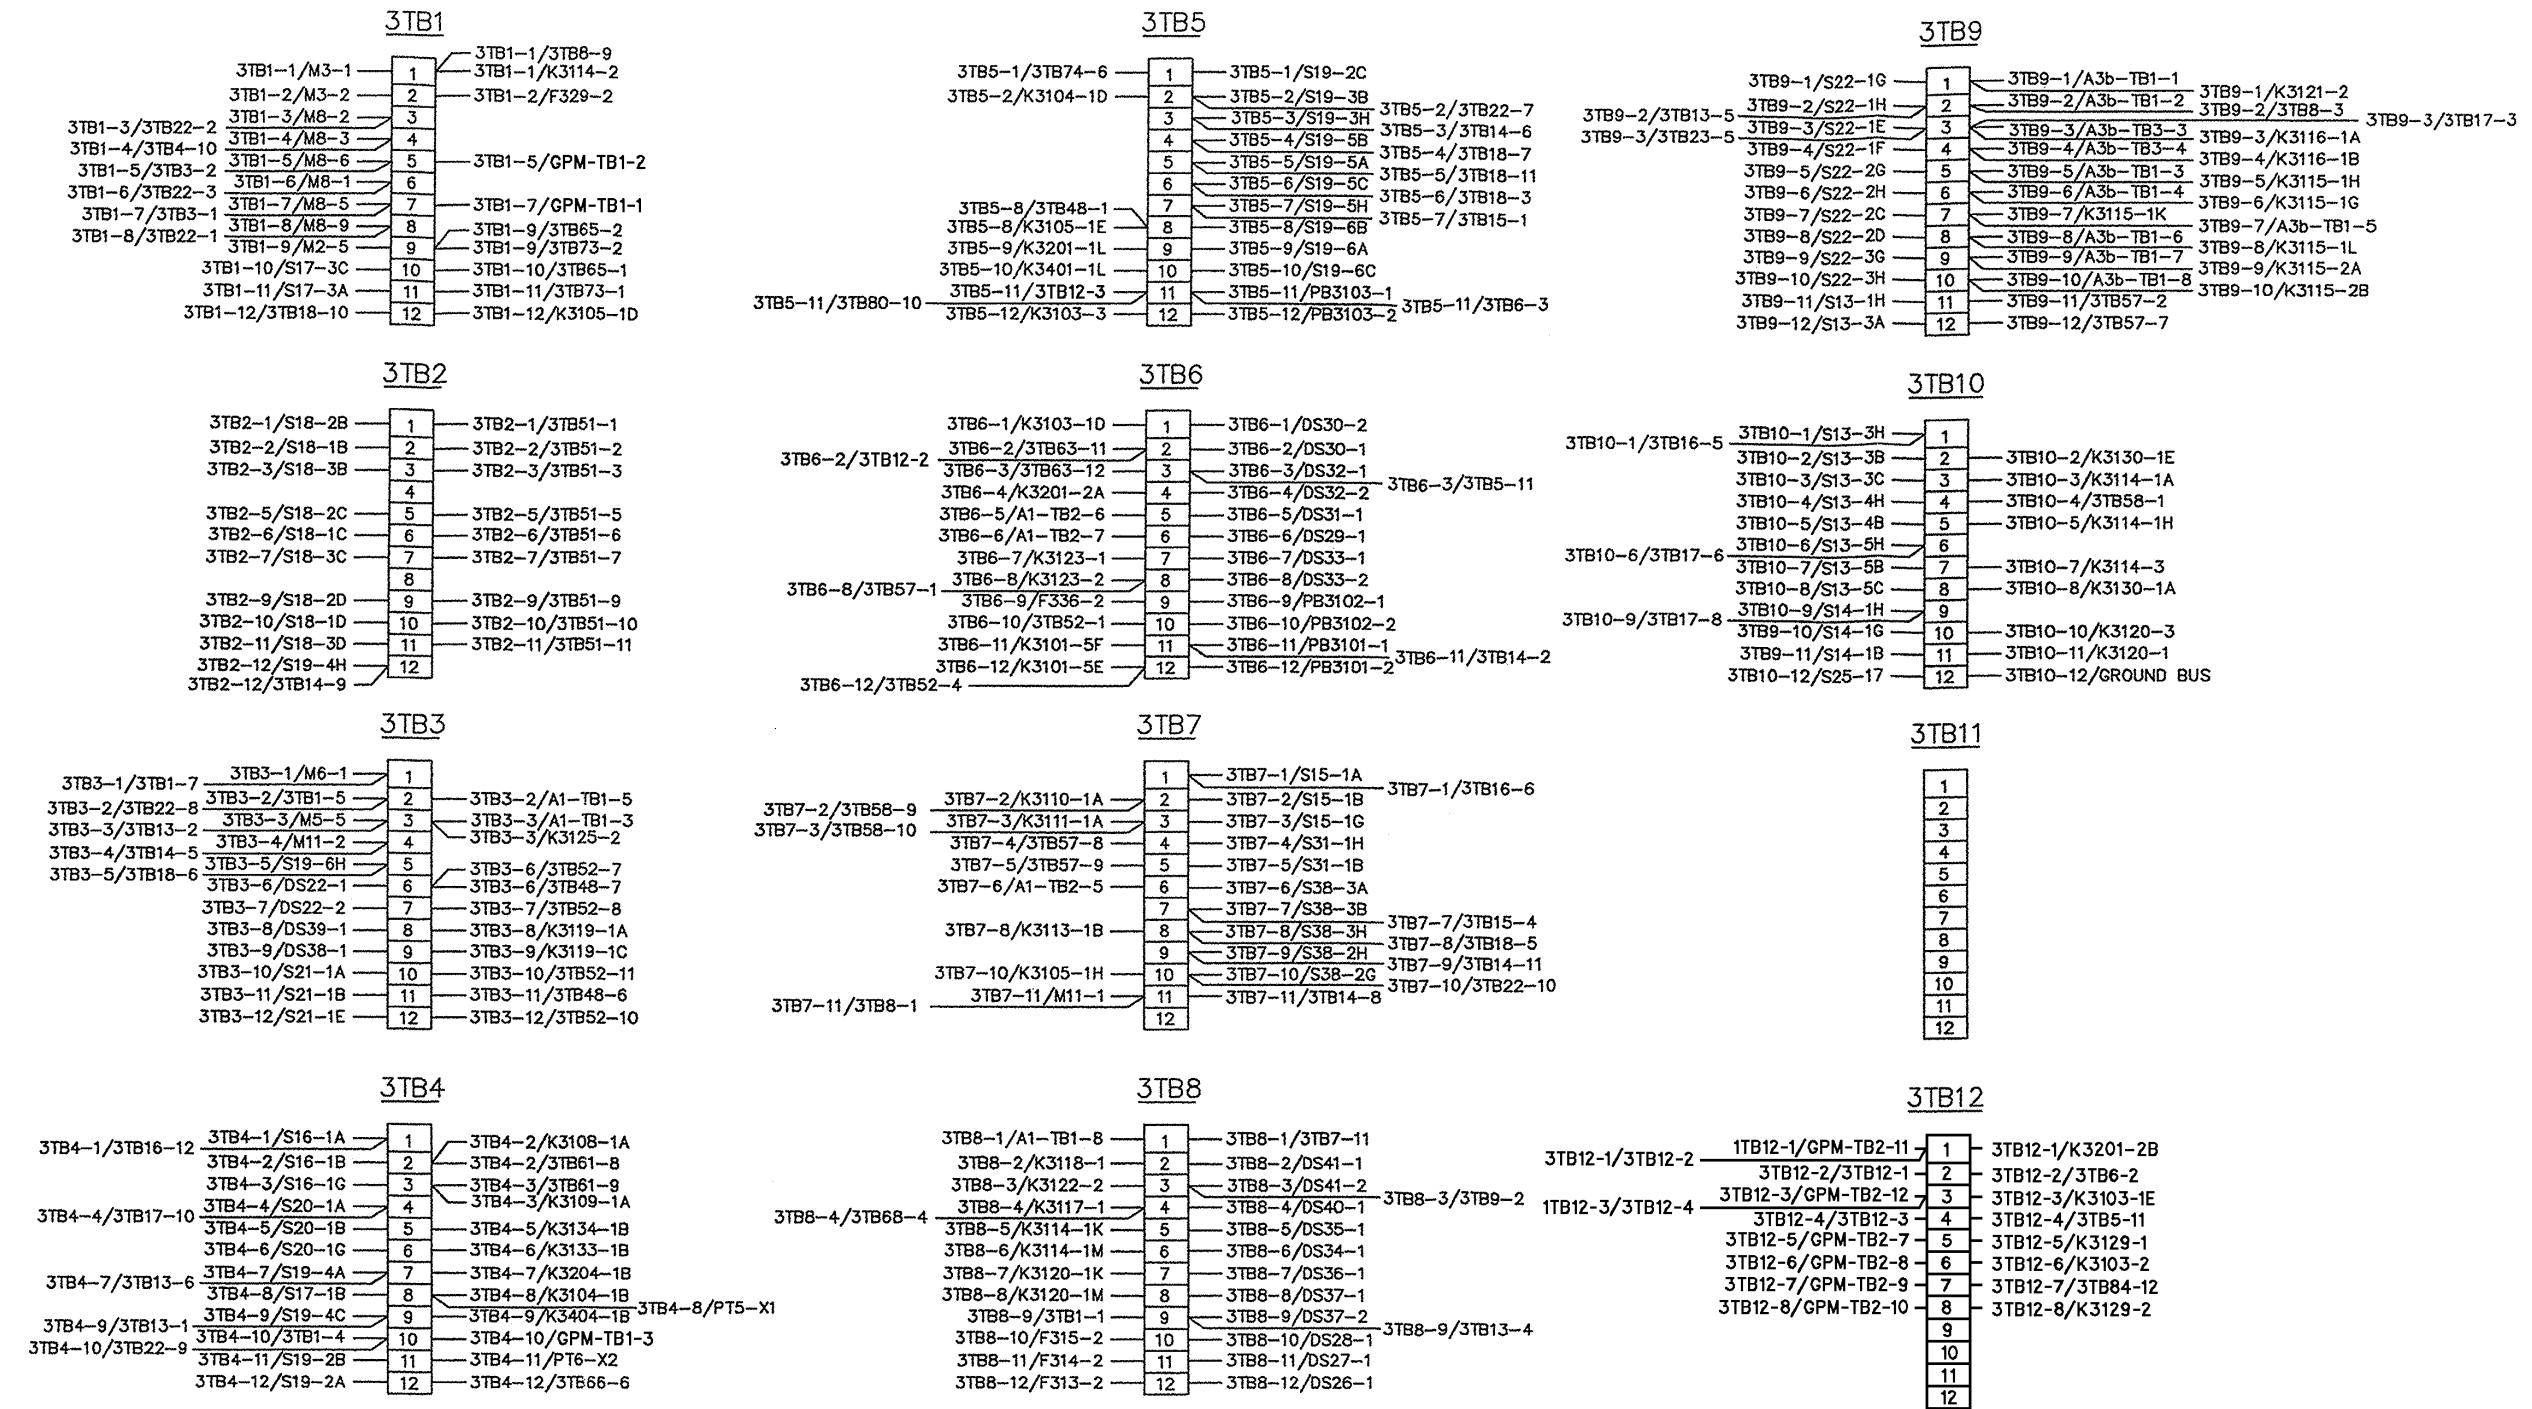 3TB1
3TB1-1/3TB8-9
3TB1-1/M3-1 1 3TB1-1/K3114-2
3TB1-2/M3-2 2 3TB1-2/F329-2
3TB1-3/M8-2 3
3TB1-3/3TB22-2
3TB1-4/M8-3 4
3TB1-4/3TB4-10
3TB1-5/M8-6 5 3TB1-5/GPM-TB1-2
3TB1-5/3TB3-2
3TB1-6/M8-1 6
3TB1-6/3TB22-3
3TB1-7/M8-5 7 3TB1-7/GPM-TB1-1
3TB1-7/3TB3-1
3TB1-8/M8-9 8
3TB1-8/3TB22-1
3TB1-9/3TB65-2
3TB1-9/M2-5 9 3TB1-9/3TB73-2
3TB1-10/S17-3C 10 3TB1-10/3TB65-1
3TB1-11/S17-3A 11 3TB1-11/3TB73-1
3TB1-12/3TB18-10 12 3TB1-12/K3105-1D
3TB2
3TB2-1/S18-2B 1 3TB2-1/3TB51-1
3TB2-2/S18-1B 2 3TB2-2/3TB51-2
3TB2-3/S18-3B 3 3TB2-3/3TB51-3
4
3TB2-5/S18-2C 5 3TB2-5/3TB51-5
3TB2-6/S18-1C 6 3TB2-6/3TB51-6
3TB2-7/S18-3C 7 3TB2-7/3TB51-7
8
3TB2-9/S18-2D 9 3TB2-9/3TB51-9
3TB2-10/S18-1D 10 3TB2-10/3TB51-10
3TB2-11/S18-3D 11 3TB2-11/3TB51-11
3TB2-12/S19-4H 12
3TB2-12/3TB14-9
3TB3
3TB3-1/M6-1 1
3TB3-1/3TB1-7
3TB3-2/3TB1-5 2 3TB3-2/A1-TB1-5
3TB3-2/3TB22-8
3TB3-3/M5-5 3 3TB3-3/A1-TB1-3
3TB3-3/3TB13-2 3TB3-3/K3125-2
3TB3-4/M11-2 4
3TB3-4/3TB14-5
3TB3-5/S19-6H 5
3TB3-5/3TB18-6 3TB3-6/3TB52-7
3TB3-6/DS22-1 6 3TB3-6/3TB48-7
3TB3-7/DS22-2 7 3TB3-7/3TB52-8
3TB3-8/DS39-1 8 3TB3-8/K3119-1A
3TB3-9/DS38-1 9 3TB3-9/K3119-1C
3TB3-10/S21-1A 10 3TB3-10/3TB52-11
3TB3-11/S21-1B 11 3TB3-11/3TB48-6
3TB3-12/S21-1E 12 3TB3-12/3TB52-10
3TB4
3TB4-1/S16-1A 1 3TB4-2/K3108-1A
3TB4-1/3TB16-12
3TB4-2/S16-1B 2 3TB4-2/3TB61-8
3TB4-3/S16-1G 3 3TB4-3/3TB61-9
3TB4-3/K3109-1A
3TB4-4/S20-1A 4
3TB4-4/3TB17-10
3TB4-5/S20-1B 5 3TB4-5/K3134-1B
3TB4-6/S20-1G 6 3TB4-6/K3133-1B
3TB4-7/S19-4A 7 3TB4-7/K3204-1B
3TB4-7/3TB13-6
3TB4-8/S17-1B 8 3TB4-8/K3104-1B
3TB4-8/PT5-X1
3TB4-9/S19-4C 9 3TB4-9/K3404-1B
3TB4-9/3TB13-1
3TB4-10/3TB1-4 10 3TB4-10/GPM-TB1-3
3TB4-10/3TB22-9
3TB4-11/S19-2B 11 3TB4-11/PT6-X2
3TB4-12/S19-2A 12 3TB4-12/3TB66-6
3TB5
3TB5-1/3TB74-6 1 3TB5-1/S19-2C
3TB5-2/K3104-1D 2 3TB5-2/S19-3B
3TB5-2/3TB22-7
3 3TB5-3/S19-3H
3TB5-3/3TB14-6
4 3TB5-4/S19-5B
3TB5-4/3TB18-7
5 3TB5-5/S19-5A
3TB5-5/3TB18-11
6 3TB5-6/S19-5C
3TB5-6/3TB18-3
7 3TB5-7/S19-5H
3TB5-8/3TB48-1 3TB5-7/3TB15-1
3TB5-8/K3105-1E 8 3TB5-8/S19-6B
3TB5-9/K3201-1L 9 3TB5-9/S19-6A
3TB5-10/K3401-1L 10 3TB5-10/S19-6C
3TB5-11/3TB12-3 11 3TB5-11/PB3103-1
3TB5-11/3TB80-10 3TB5-11/3TB6-3
3TB5-12/K3103-3 12 3TB5-12/PB3103-2
3TB6
3TB6-1/K3103-1D 1 3TB6-1/DS30-2
3TB6-2/3TB63-11 2 3TB6-2/DS30-1
3TB6-2/3TB12-2
3TB6-3/3TB63-12 3 3TB6-3/DS32-1
3TB6-3/3TB5-11
3TB6-4/K3201-2A 4 3TB6-4/DS32-2
3TB6-5/A1-TB2-6 5 3TB6-5/DS31-1
3TB6-6/A1-TB2-7 6 3TB6-6/DS29-1
3TB6-7/K3123-1 7 3TB6-7/DS33-1
3TB6-8/K3123-2 8 3TB6-8/DS33-2
3TB6-8/3TB57-1
3TB6-9/F336-2 9 3TB6-9/PB3102-1
3TB6-10/3TB52-1 10 3TB6-10/PB3102-2
3TB6-11/K3101-5F 11 3TB6-11/PB3101-1
3TB6-11/3TB14-2
3TB6-12/K3101-5E 12 3TB6-12/PB3101-2
3TB6-12/3TB52-4
3TB7
1 3TB7-1/S15-1A
3TB7-1/3TB16-6
3TB7-2/K3110-1A 2 3TB7-2/S15-1B
3TB7-2/3TB58-9
3TB7-3/K3111-1A 3 3TB7-3/S15-1G
3TB7-3/3TB58-10
3TB7-4/3TB57-8 4 3TB7-4/S31-1H
3TB7-5/3TB57-9 5 3TB7-5/S31-1B
3TB7-6/A1-TB2-5 6 3TB7-6/S38-3A
7 3TB7-7/S38-3B
3TB7-7/3TB15-4
3TB7-8/K3113-1B 8 3TB7-8/S38-3H
3TB7-8/3TB18-5
9 3TB7-9/S38-2H
3TB7-9/3TB14-11
3TB7-10/K3105-1H 10 3TB7-10/S38-2G
3TB7-10/3TB22-10
3TB7-11/M11-1 11 3TB7-11/3TB14-8
3TB7-11/3TB8-1
12
3TB8
3TB8-1/A1-TB1-8 1 3TB8-1/3TB7-11
3TB8-2/K3118-1 2 3TB8-2/DS41-1
3TB8-3/K3122-2 3 3TB8-3/DS41-2
3TB8-3/3TB9-2
3TB8-4/K3117-1 4 3TB8-4/DS40-1
3TB8-4/3TB68-4
3TB8-5/K3114-1K 5 3TB8-5/DS35-1
3TB8-6/K3114-1M 6 3TB8-6/DS34-1
3TB8-7/K3120-1K 7 3TB8-7/DS36-1
3TB8-8/K3120-1M 8 3TB8-8/DS37-1
3TB8-9/3TB1-1 9 3TB8-9/DS37-2
3TB8-9/3TB13-4
3TB8-10/F315-2 10 3TB8-10/DS28-1
3TB8-11/F314-2 11 3TB8-11/DS27-1
3TB8-12/F313-2 12 3TB8-12/DS26-1
3TB9
3TB9-1/S22-1G 1 3TB9-1/A3b-TB1-1
3TB9-1/K3121-2
3TB9-2/S22-1H 2 3TB9-2/A3b-TB1-2
3TB9-2/3TB13-5 3TB9-2/3TB8-3
3TB9-3/3TB17-3
3TB9-3/S22-1E 3 3TB9-3/A3b-TB3-3
3TB9-3/3TB23-5 3TB9-3/K3116-1A
3TB9-4/S22-1F 4 3TB9-4/A3b-TB3-4
3TB9-4/K3116-1B
3TB9-5/S22-2G 5 3TB9-5/A3b-TB1-3
3TB9-5/K3115-1H
3TB9-6/S22-2H 6 3TB9-6/A3b-TB1-4
3TB9-6/K3115-1G
3TB9-7/S22-2C 7 3TB9-7/K3115-1K
3TB9-7/A3b-TB1-5
3TB9-8/S22-2D 8 3TB9-8/A3b-TB1-6
3TB9-8/K3115-1L
3TB9-9/S22-3G 9 3TB9-9/A3b-TB1-7
3TB9-9/K3115-2A
3TB9-10/S22-3H 10 3TB9-10/A3b-TB1-8
3TB9-10/K3115-2B
3TB9-11/S13-1H 11 3TB9-11/3TB57-2
3TB9-12/S13-3A 12 3TB9-12/3TB57-7
3TB10
3TB10-1/S13-3H 1
3TB10-1/3TB16-5
3TB10-2/S13-3B 2 3TB10-2/K3130-1E
3TB10-3/S13-3C 3 3TB10-3/K3114-1A
3TB10-4/S13-4H 4 3TB10-4/3TB58-1
3TB10-5/S13-4B 5 3TB10-5/K3114-1H
3TB10-6/S13-5H 6
3TB10-6/3TB17-6
3TB10-7/S13-5B 7 3TB10-7/K3114-3
3TB10-8/S13-5C 8 3TB10-8/K3130-1A
3TB10-9/S14-1H 9
3TB10-9/3TB17-8
3TB9-10/S14-1G 10 3TB10-10/K3120-3
3TB9-11/S14-1B 11 3TB10-11/K3120-1
3TB10-12/S25-17 12 3TB10-12/GROUND BUS
3TB11
1
2
3
4
5
6
7
8
9
10
11
12
3TB12
1TB12-1/GPM-TB2-11 1 3TB12-1/K3201-2B
3TB12-1/3TB12-2
3TB12-2/3TB12-1 2 3TB12-2/3TB6-2
3TB12-3/GPM-TB2-12 3 3TB12-3/K3103-1E
1TB12-3/3TB12-4
3TB12-4/3TB12-3 4 3TB12-4/3TB5-11
3TB12-5/GPM-TB2-7 5 3TB12-5/K3129-1
3TB12-6/GPM-TB2-8 6 3TB12-6/K3103-2
3TB12-7/GPM-TB2-9 7 3TB12-7/3TB84-12
3TB12-8/GPM-TB2-10 8 3TB12-8/K3129-2
9
10
11
12